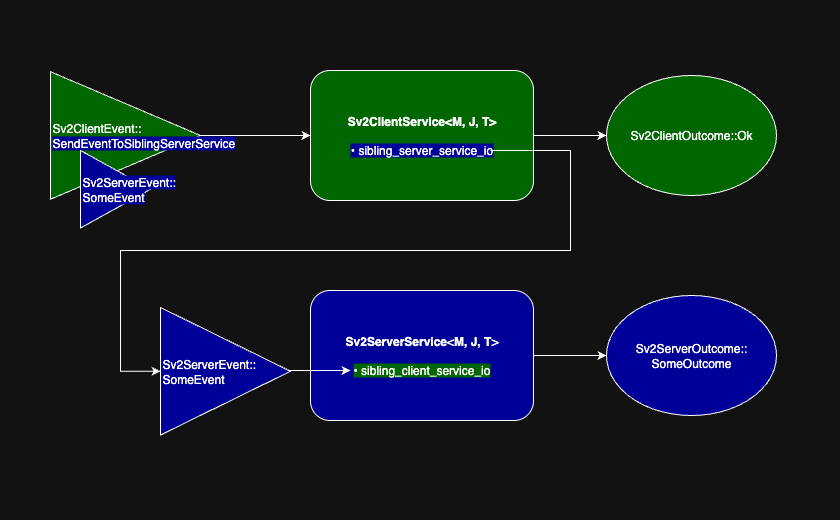 Sv2ClientEvent::
SendEventToSiblingServerService
Sv2ServerEvent::
SomeEvent
Sv2ClientService<M, J, T>
• sibling_server_service_io
Sv2ClientOutcome::Ok
Sv2ServerEvent::
SomeEvent
Sv2ServerService<M, J, T>
• sibling_client_service_io
Sv2ServerOutcome::
SomeOutcome